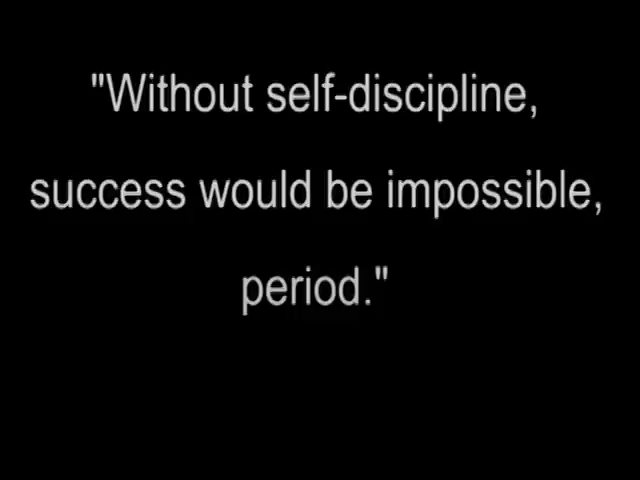 "Without self-discipline,
success would be impossible,
period."